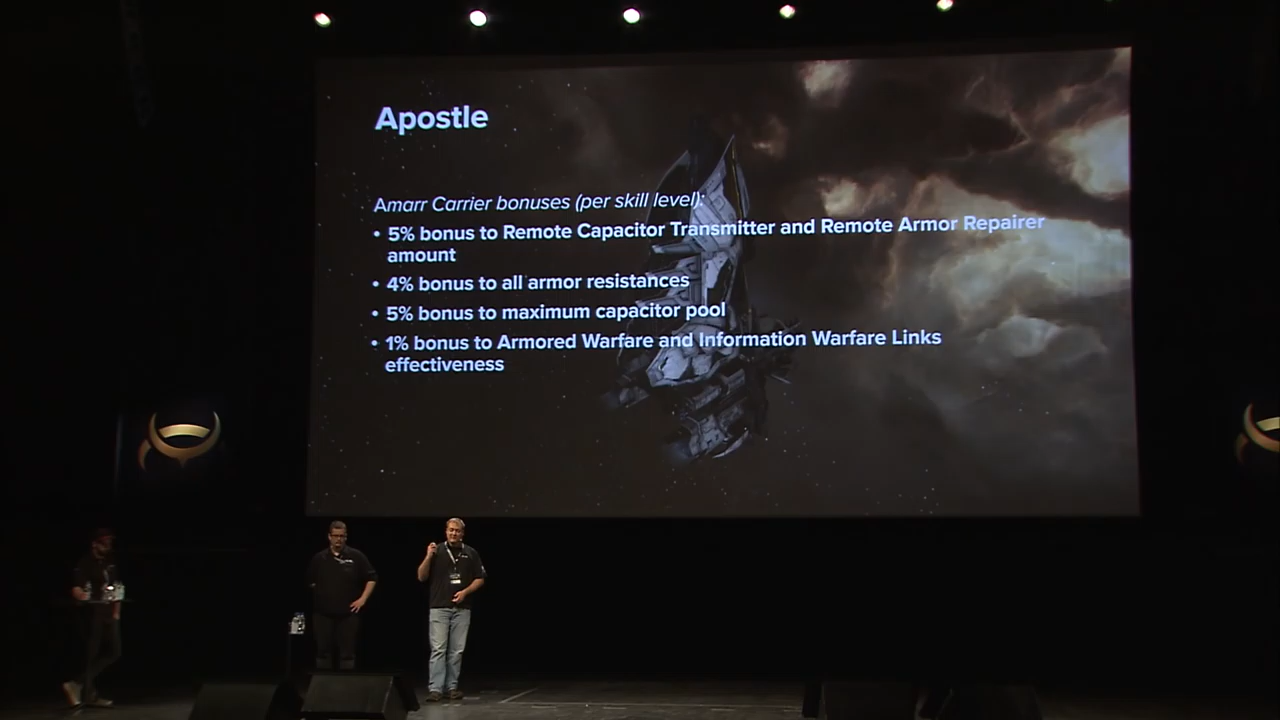 Apostle
Amarr Carrier bonuses (per skill level):
• 5% bonus to Remote Capacitor Transmitter and Remote Armor Repairer
amount
• 4% bonus to all armor resistances
• 5% bonus to maximum capacitor pool
• 1% bonus to Armored Warfare and Information Warfare Links
effectiveness